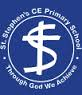 St. Stephen's CE Primary School
Through God We Achieve